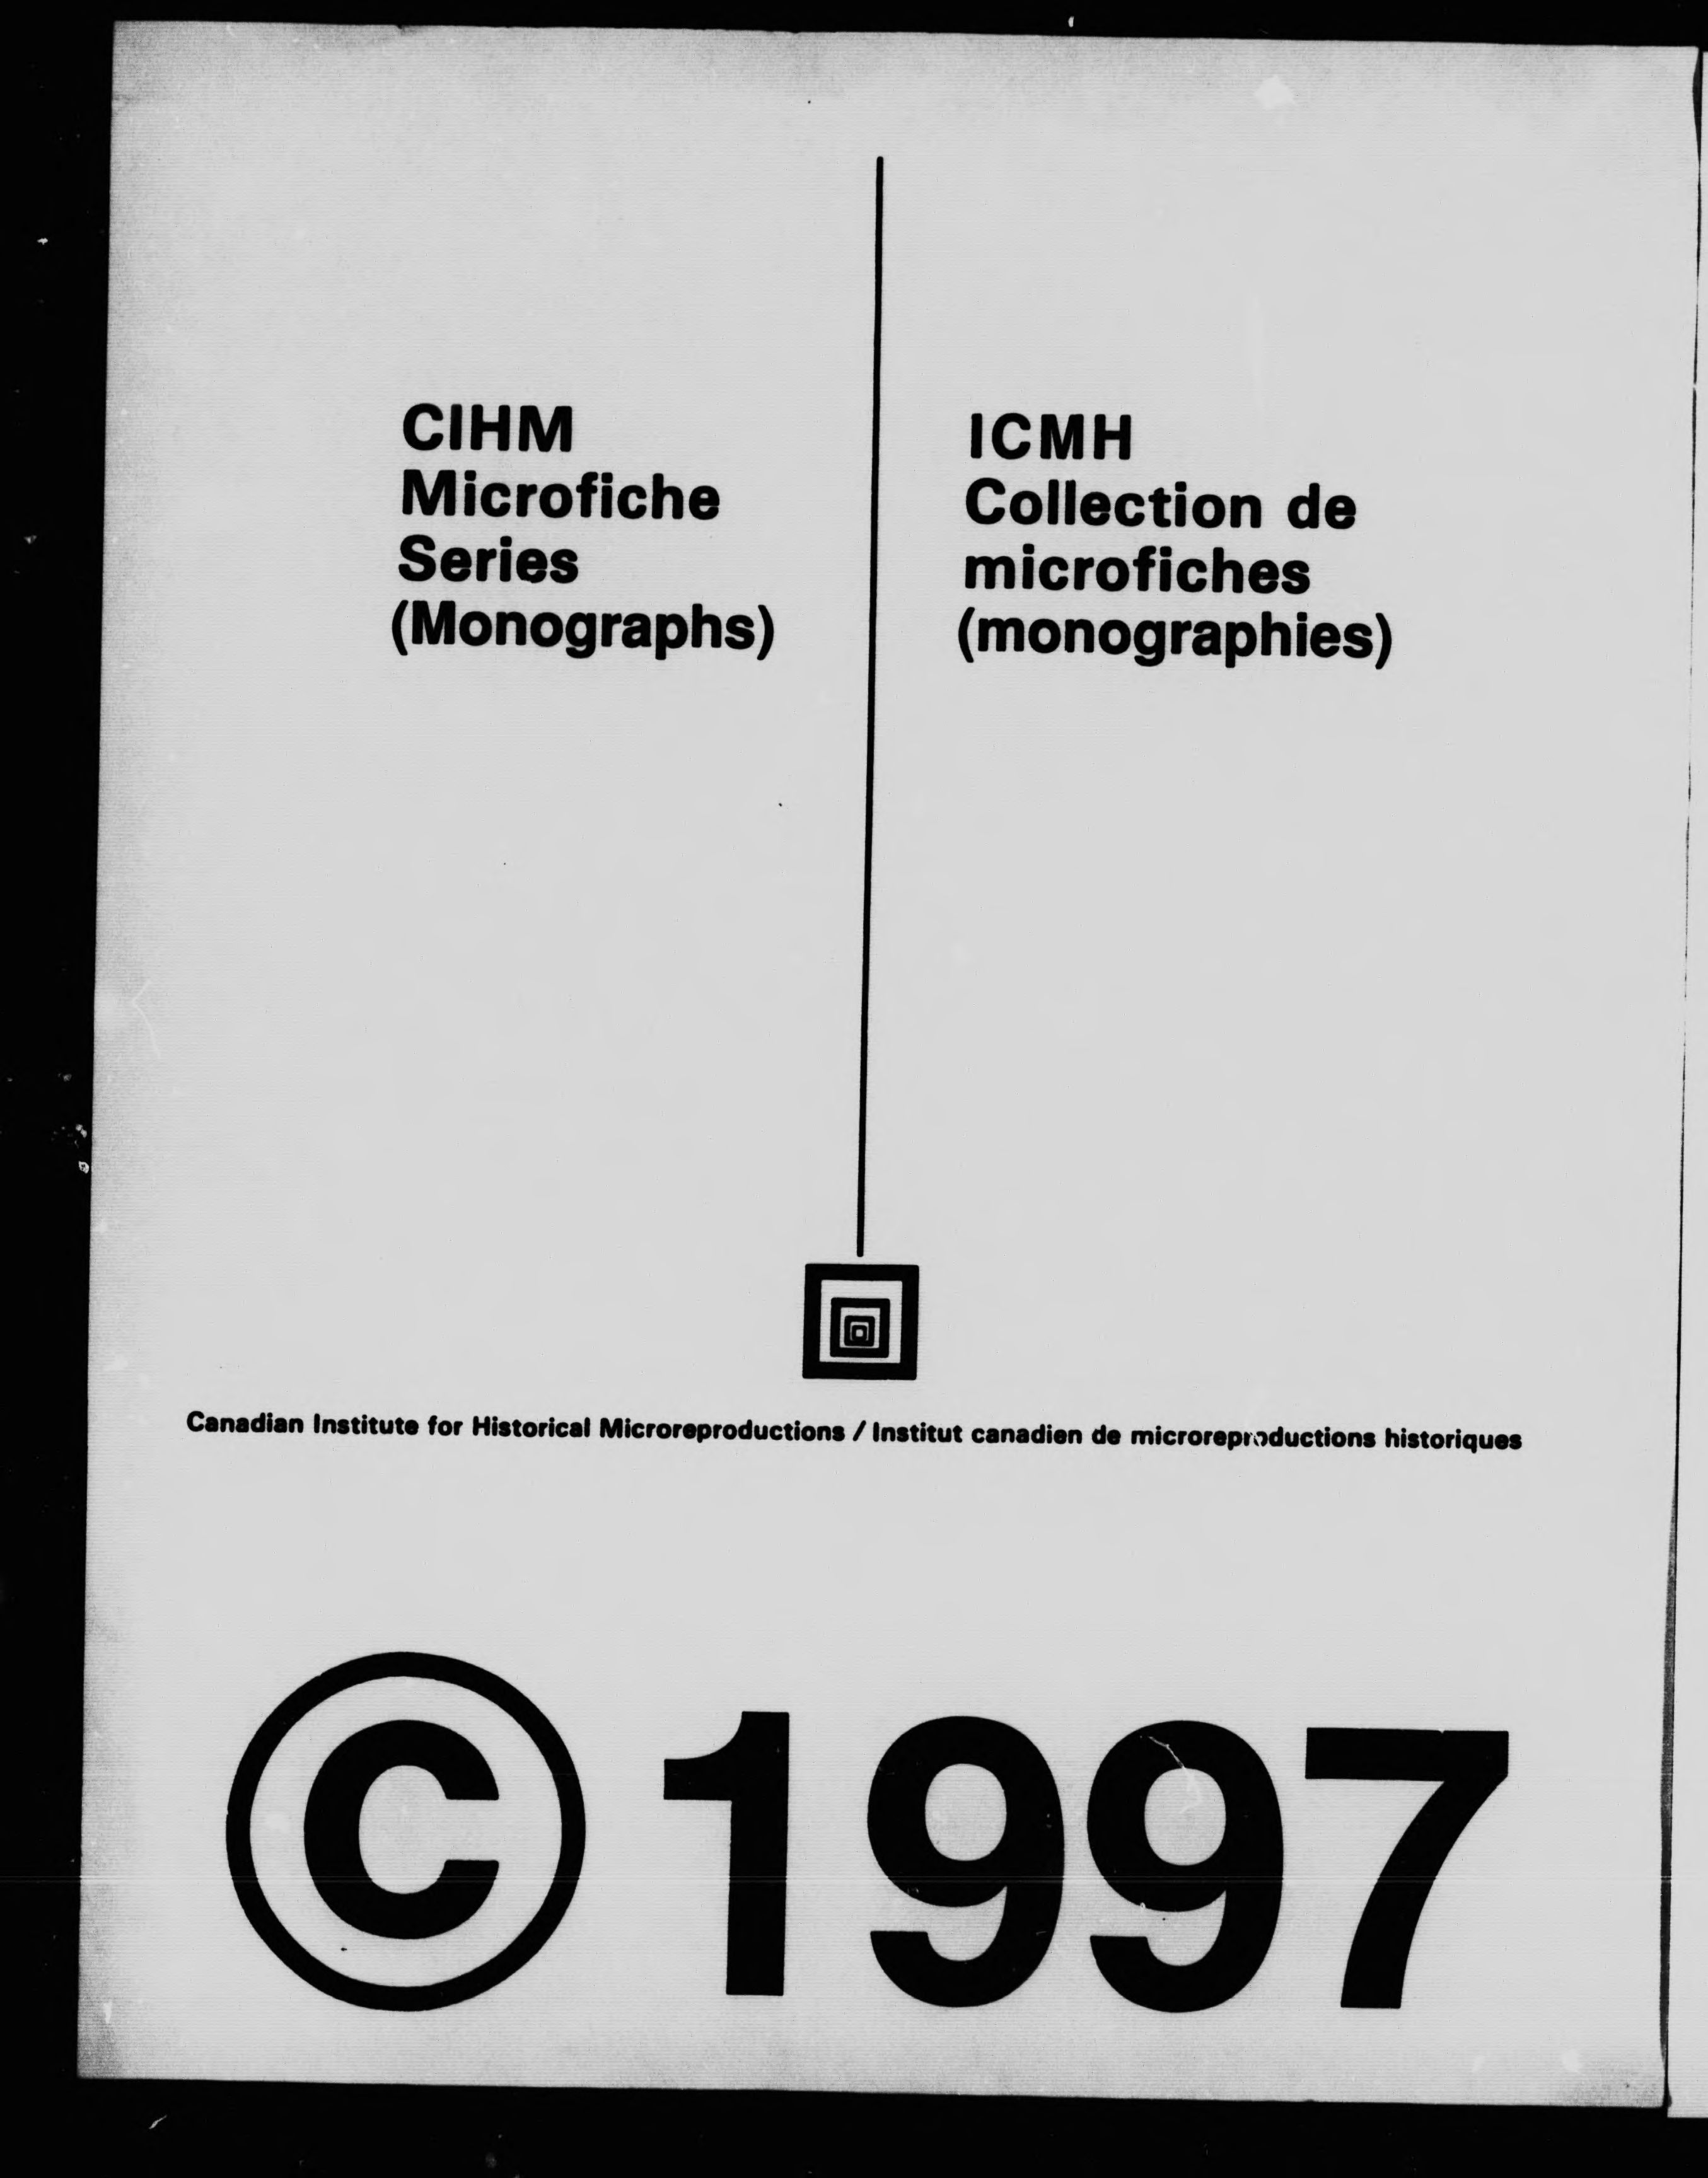 CIHM
Microfiche
Series
(Monographs)
ICMH
Collection de
microfiches
(monographies)
Canadian Institute for Historical Microreproductions / Institut canadien de microreproductions historiques
© 1997